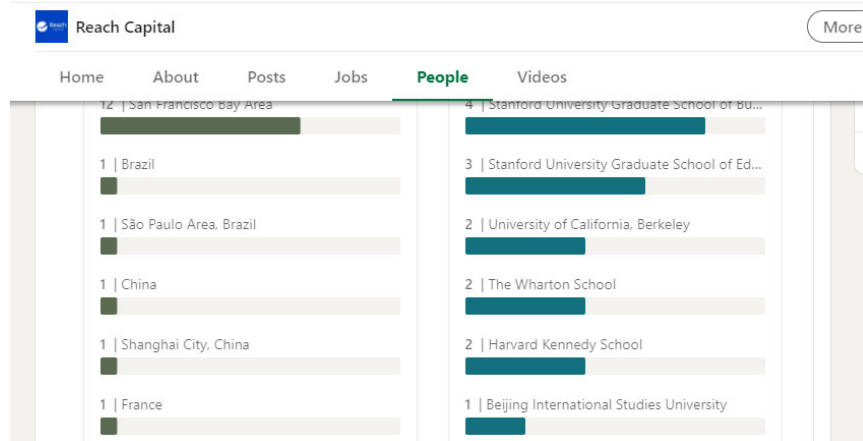 Reach Capital
More
Home About Posts Jobs People Videos
12 | San Francisco Bay Area
1 | Brazil
1 | São Paulo Area, Brazil
1 | China
1 | Shanghai City, China
1 | France
4 | Stanford University Graduate School of Bu...
3 | Stanford University Graduate School of Ed...
2 | University of California, Berkeley
2 | The Wharton School
2 | Harvard Kennedy School
1 | Beijing International Studies University